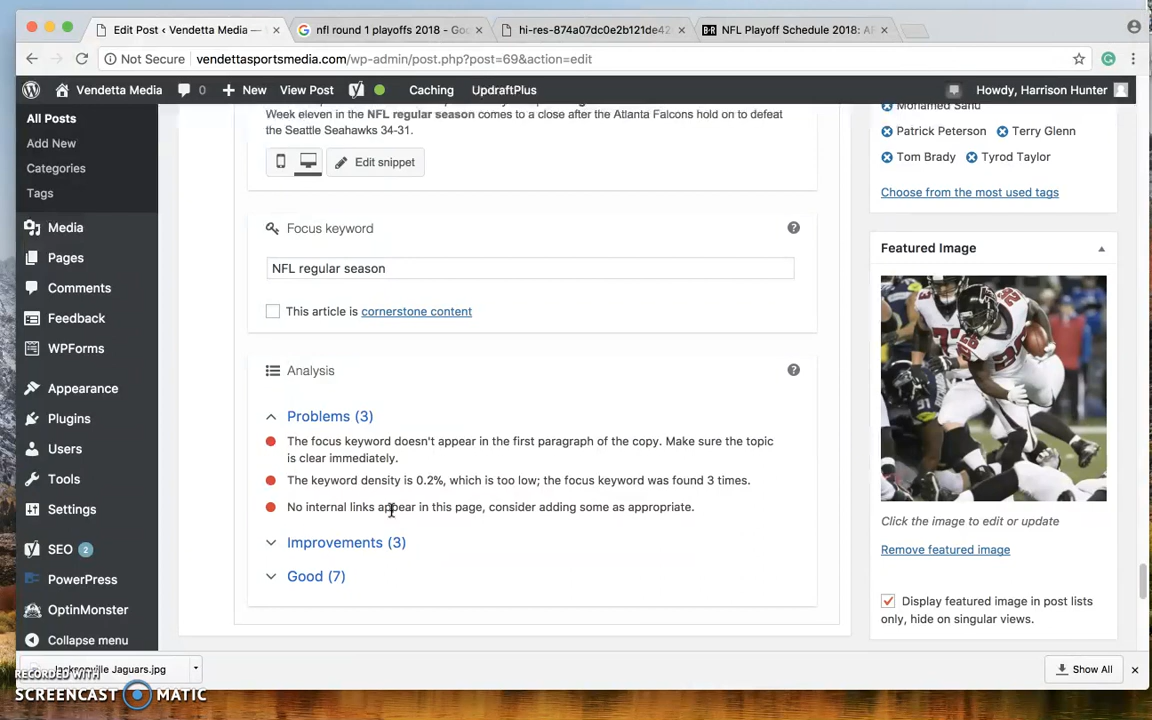 Edit Post ‹ Vendetta Media —
nfl round 1 playoffs 2018 - Goo
hi-res-874a07dc0e2b121de42
B·R NFL Playoff Schedule 2018: AF
Not Secure vendettasportsmedia.com/wp-admin/post.php?post=69&action=edit
Vendetta Media 0 New View Post Caching UpdraftPlus Howdy, Harrison Hunter
All Posts
Add New
Categories
Tags
Media
Pages
Comments
Feedback
WPForms
Appearance
Plugins
Users
Tools
Settings
SEO 2
PowerPress
OptinMonster
Collapse menu
Week eleven in the NFL regular season comes to a close after the Atlanta Falcons hold on to defeat
the Seattle Seahawks 34-31.
Edit snippet
Focus keyword
NFL regular season
This article is cornerstone content
Analysis
Problems (3)
The focus keyword doesn't appear in the first paragraph of the copy. Make sure the topic
is clear immediately.
The keyword density is 0.2%, which is too low; the focus keyword was found 3 times.
No internal links appear in this page, consider adding some as appropriate.
Improvements (3)
Good (7)
Mohamed Sanu
Patrick Peterson Terry Glenn
Tom Brady Tyrod Taylor
Choose from the most used tags
Featured Image
Click the image to edit or update
Remove featured image
Display featured image in post lists
only, hide on singular views.
Jacksonville Jaguars.jpg
Show All
RECORDED WITH
SCREENCAST MATIC